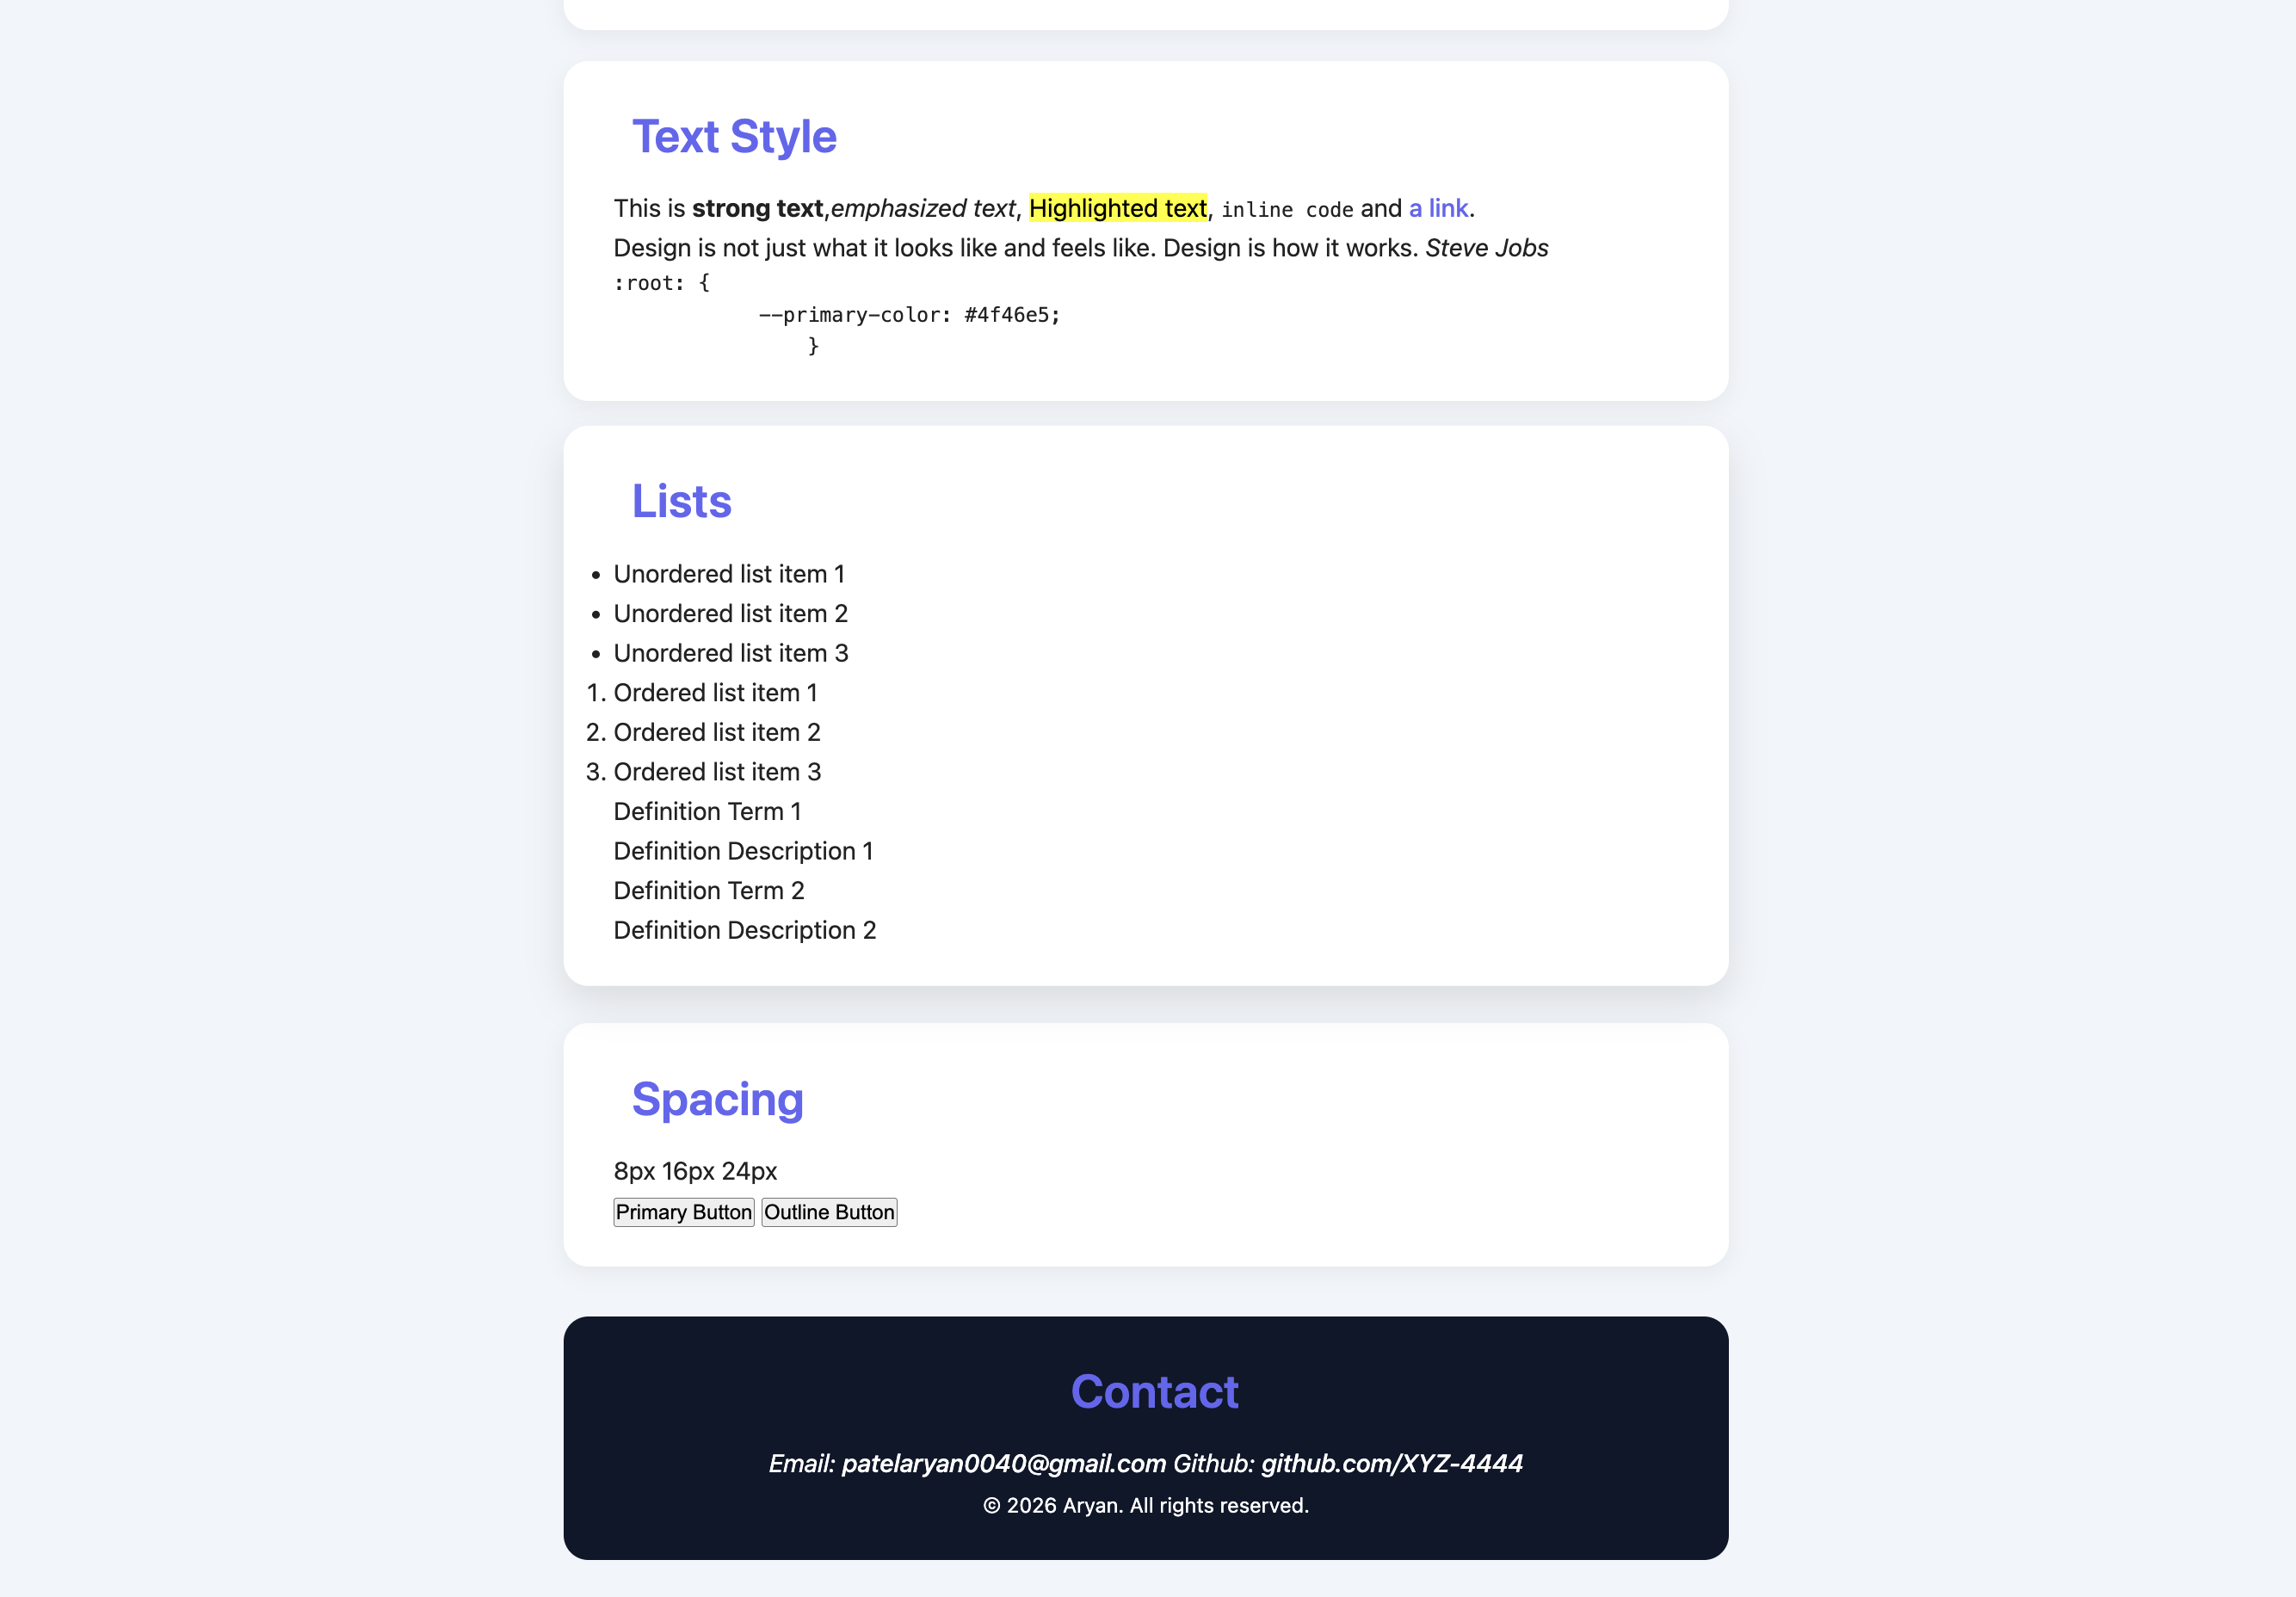 Text Style
This is strong text,emphasized text, Highlighted text, inline code and a link.
Design is not just what it looks like and feels like. Design is how it works. Steve Jobs
:root: {
--primary-color: #4f46e5;
}
Lists
• Unordered list item 1
• Unordered list item 2
• Unordered list item 3
1. Ordered list item 1
2. Ordered list item 2
3. Ordered list item 3
Definition Term 1
Definition Description 1
Definition Term 2
Definition Description 2
Spacing
8px 16px 24px
Primary Button Outline Button
Contact
Email: patelaryan0040@gmail.com Github: github.com/XYZ-4444
© 2026 Aryan. All rights reserved.